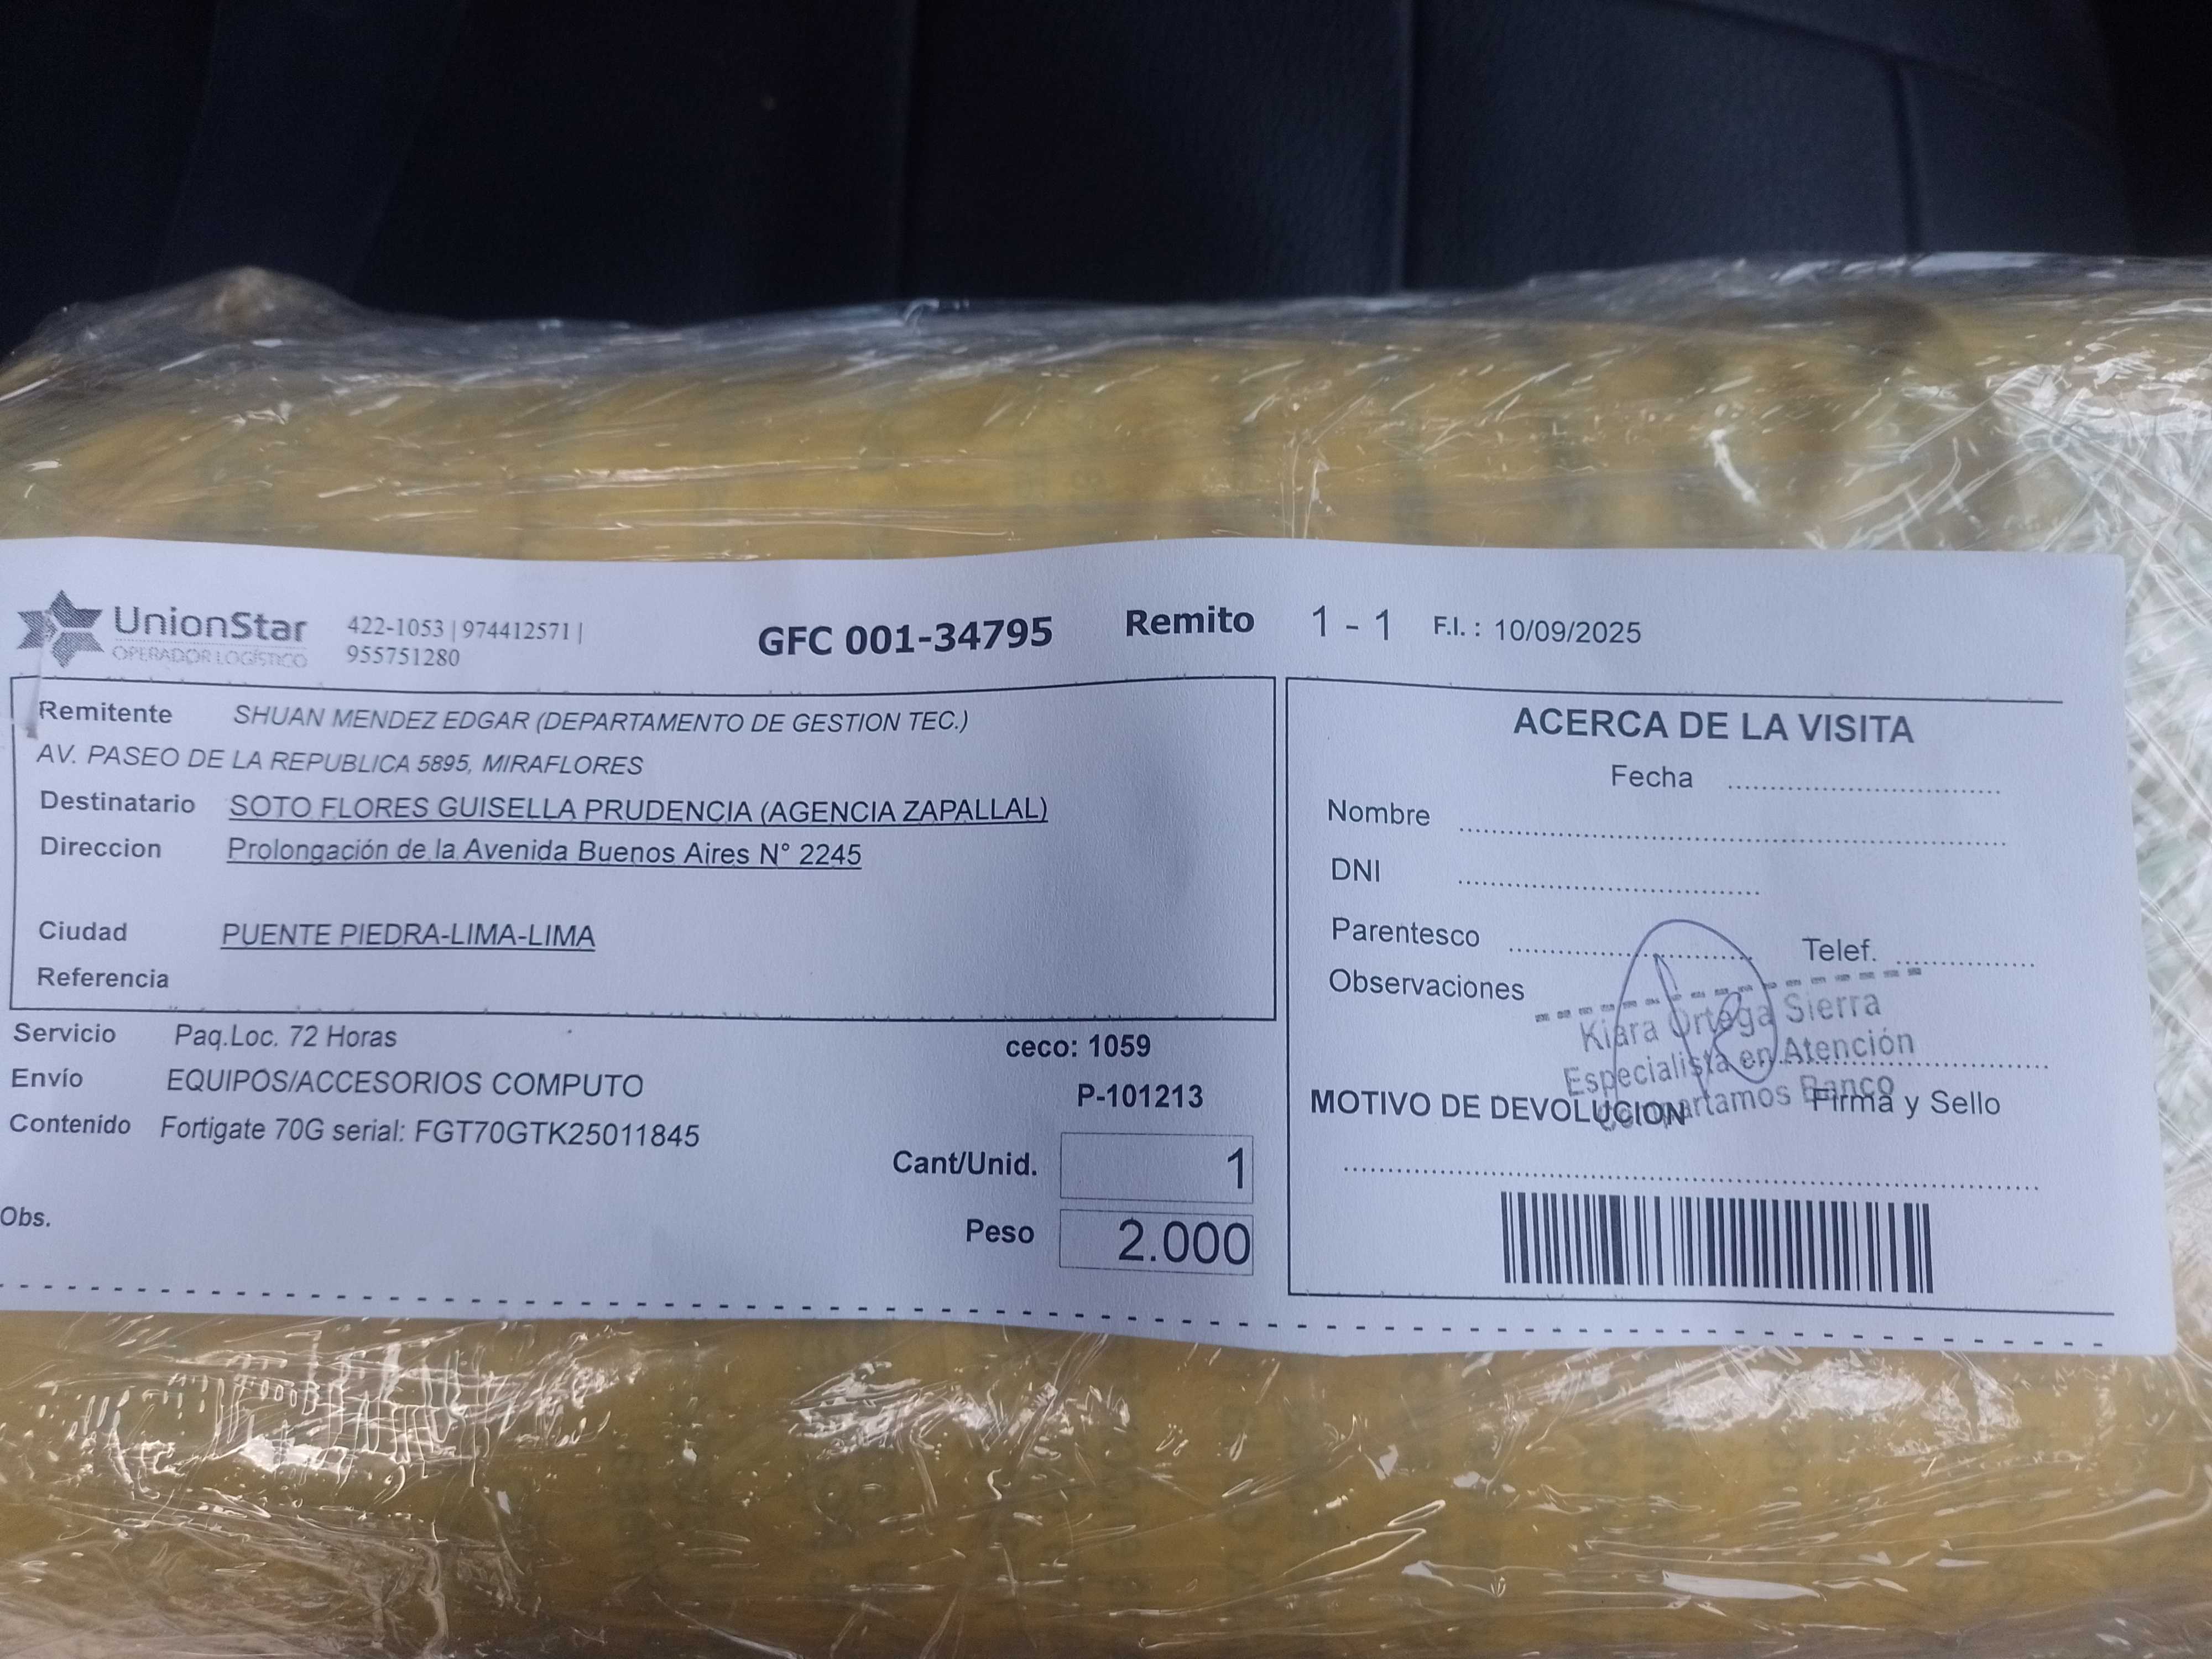 UnionStar
OPERADOR LOGÍSTICO
422-1053 | 974412571 |
955751280
GFC 001-34795
Remito 1 - 1 F.I. : 10/09/2025
Remitente SHUAN MENDEZ EDGAR (DEPARTAMENTO DE GESTION TEC.)
AV. PASEO DE LA REPUBLICA 5895, MIRAFLORES
Destinatario SOTO FLORES GUISELLA PRUDENCIA (AGENCIA ZAPALLAL)
Direccion Prolongación de la Avenida Buenos Aires N° 2245
Ciudad PUENTE PIEDRA-LIMA-LIMA
Referencia
Servicio Paq.Loc. 72 Horas
ceco: 1059
Envío EQUIPOS/ACCESORIOS COMPUTO
P-101213
Contenido Fortigate 70G serial: FGT70GTK25011845
Cant/Unid. 1
Obs.
Peso 2.000
ACERCA DE LA VISITA
Fecha
Nombre
DNI
Parentesco
Telef.
Observaciones
Kiara Ortega Sierra
Especialista en Atención
Compartamos Banco
MOTIVO DE DEVOLUCION
Firma y Sello